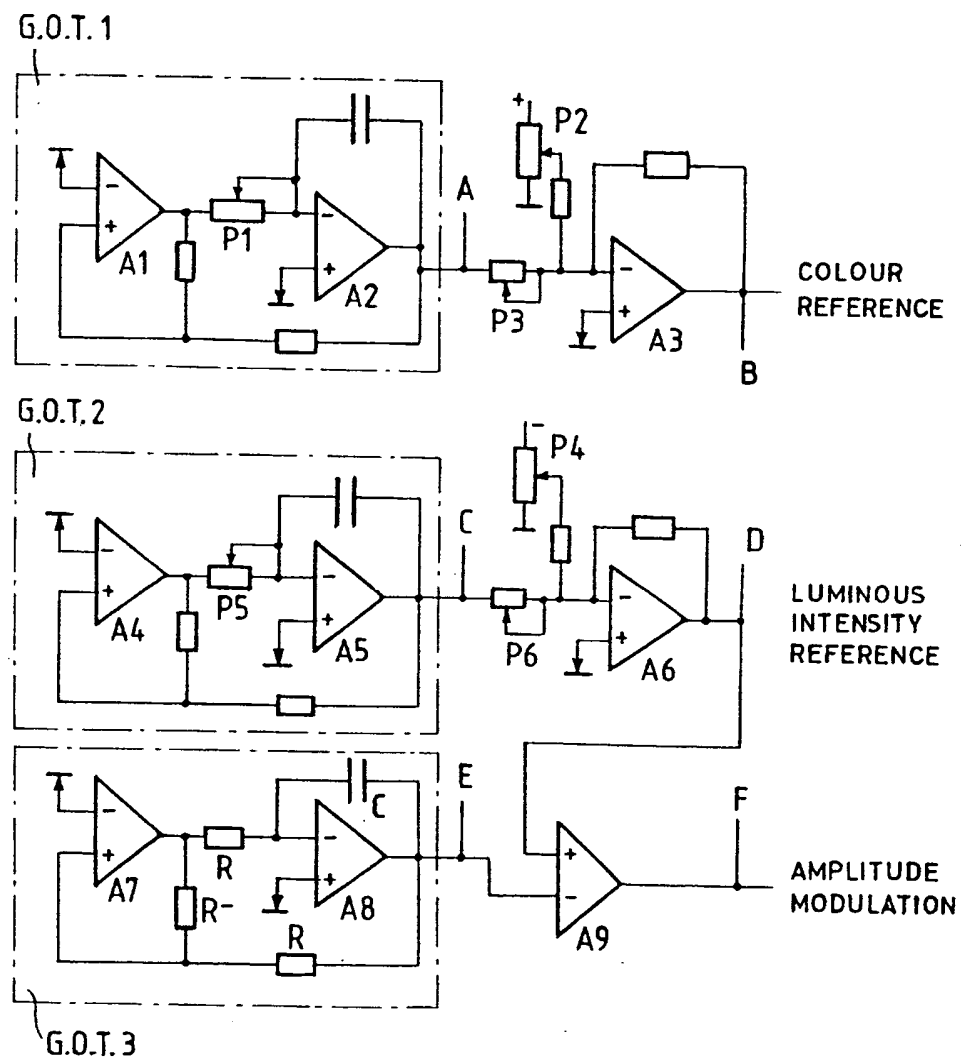 G.O.T. 1
+
P2
A
-
+
A1
P1
-
+
A2
P3
-
+
A3
COLOUR
REFERENCE
B
G.O.T. 2
-
P4
C
D
-
+
A4
P5
-
+
A5
P6
-
+
A6
LUMINOUS
INTENSITY
REFERENCE
E
F
C
-
+
A7
R
R-
-
+
A8
R
+
-
A9
AMPLITUDE
MODULATION
G.O.T. 3